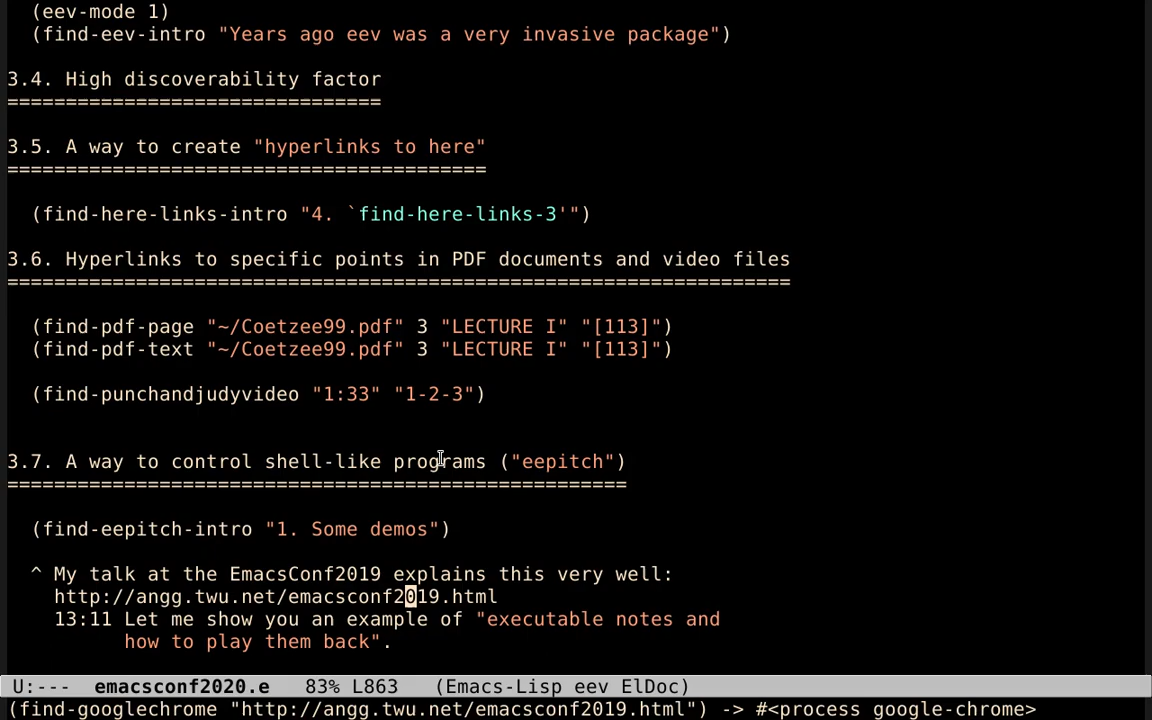 (eev-mode 1)
(find-eev-intro "Years ago eev was a very invasive package")
3.4. High discoverability factor
================================
3.5. A way to create "hyperlinks to here"
=========================================
(find-here-links-intro "4. `find-here-links-3'")
3.6. Hyperlinks to specific points in PDF documents and video files
===================================================================
(find-pdf-page "~/Coetzee99.pdf" 3 "LECTURE I" "[113]")
(find-pdf-text "~/Coetzee99.pdf" 3 "LECTURE I" "[113]")
(find-punchandjudyvideo "1:33" "1-2-3")
3.7. A way to control shell-like programs ("eepitch")
=====================================================
(find-eepitch-intro "1. Some demos")
^ My talk at the EmacsConf2019 explains this very well:
http://angg.twu.net/emacsconf2019.html
13:11 Let me show you an example of "executable notes and
how to play them back".
U:---  emacsconf2020.e   83% L863   (Emacs-Lisp eev ElDoc)
(find-googlechrome "http://angg.twu.net/emacsconf2019.html") -> #<process google-chrome>